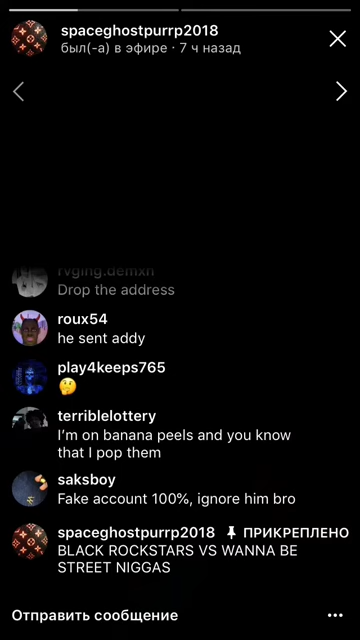 spaceghostpurrp2018
был(-а) в эфире · 7 ч назад
rvging.demxn
Drop the address
roux54
he sent addy
play4keeps765
🤔
terriblelottery
I'm on banana peels and you know
that I pop them
saksboy
Fake account 100%, ignore him bro
spaceghostpurrp2018 📌 ПРИКРЕПЛЕНО
BLACK ROCKSTARS VS WANNA BE
STREET NIGGAS
Отправить сообщение